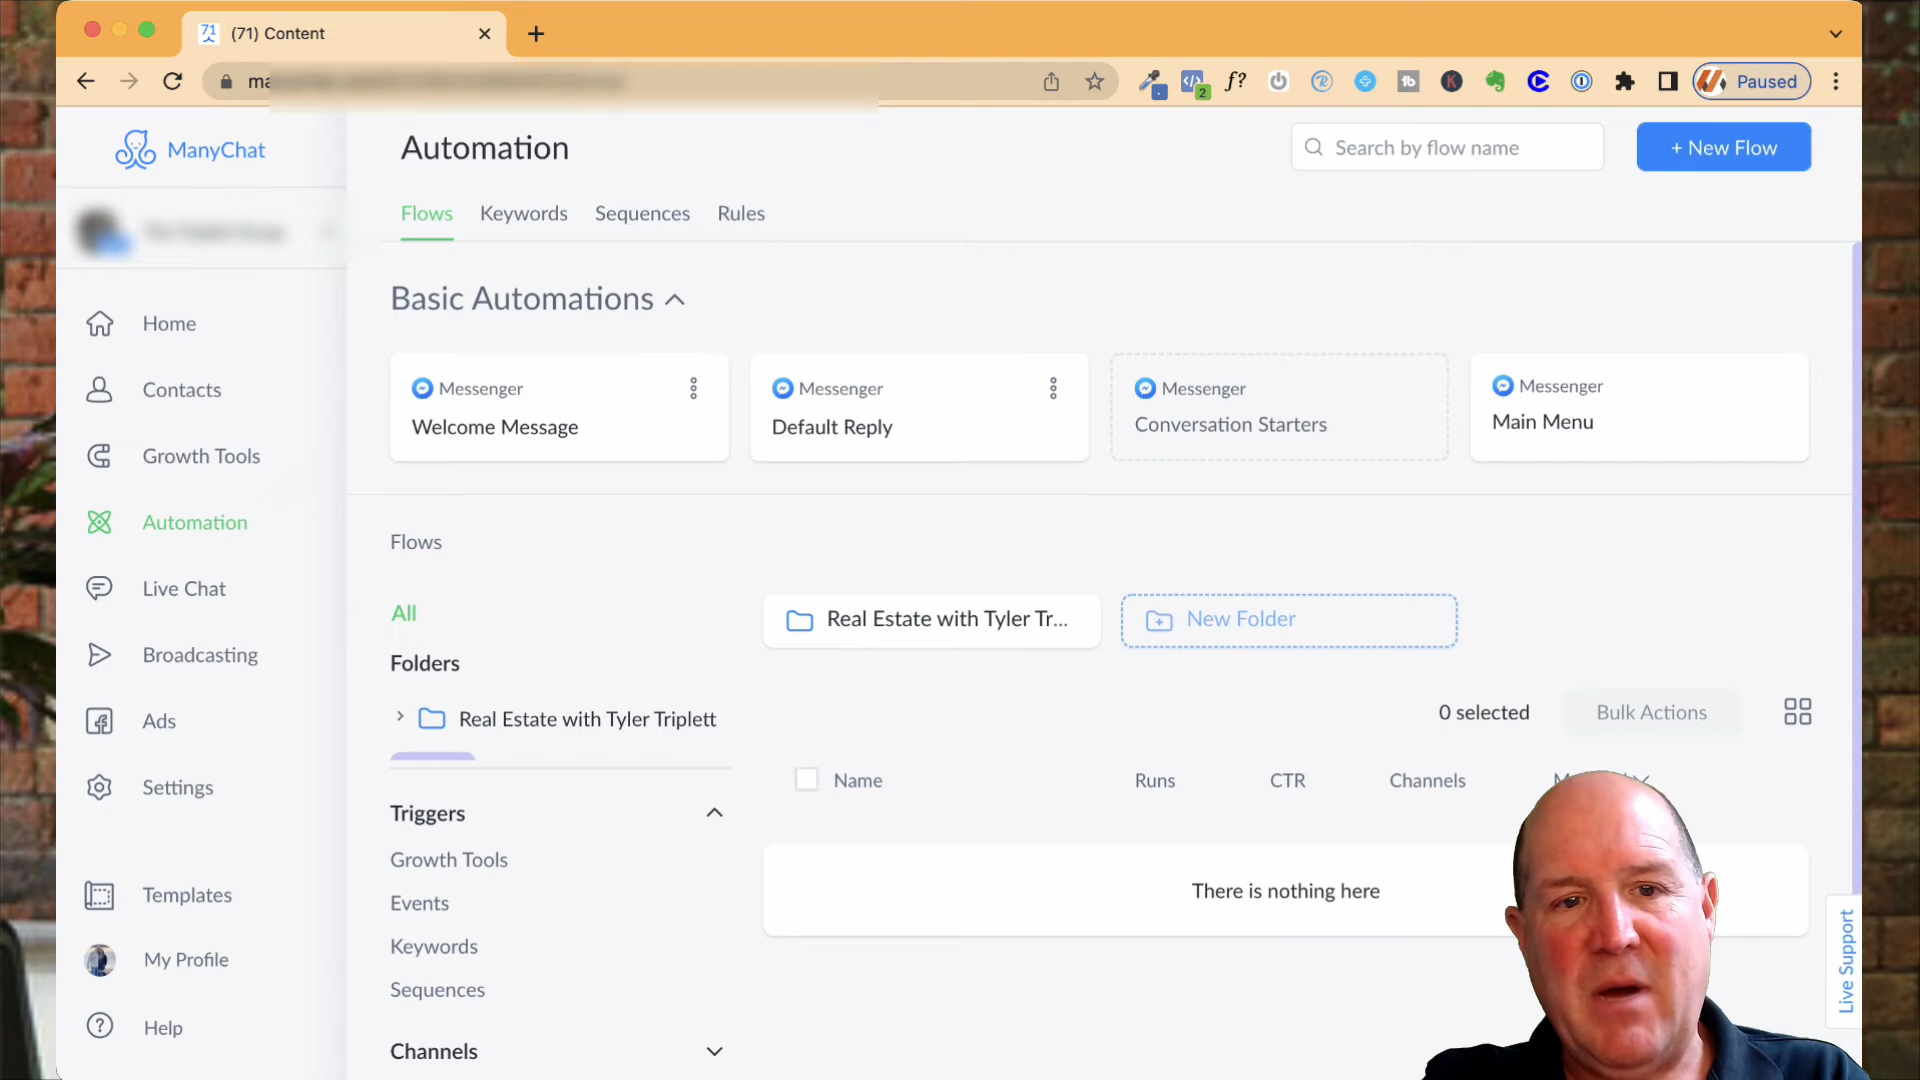 71
(71) Content
ma
f?
2
tb
K
Paused
ManyChat
Automation
Search by flow name
+ New Flow
Flows
Keywords
Sequences
Rules
Basic Automations
Messenger
Welcome Message
Messenger
Default Reply
Messenger
Conversation Starters
Messenger
Main Menu
Home
Contacts
Growth Tools
Automation
Live Chat
Broadcasting
Ads
Settings
Templates
My Profile
Help
Flows
All
Folders
Real Estate with Tyler Triplett
Real Estate with Tyler Tr...
New Folder
0 selected
Bulk Actions
Name
Runs
CTR
Channels
Triggers
Growth Tools
Events
Keywords
Sequences
Channels
There is nothing here
Live Support